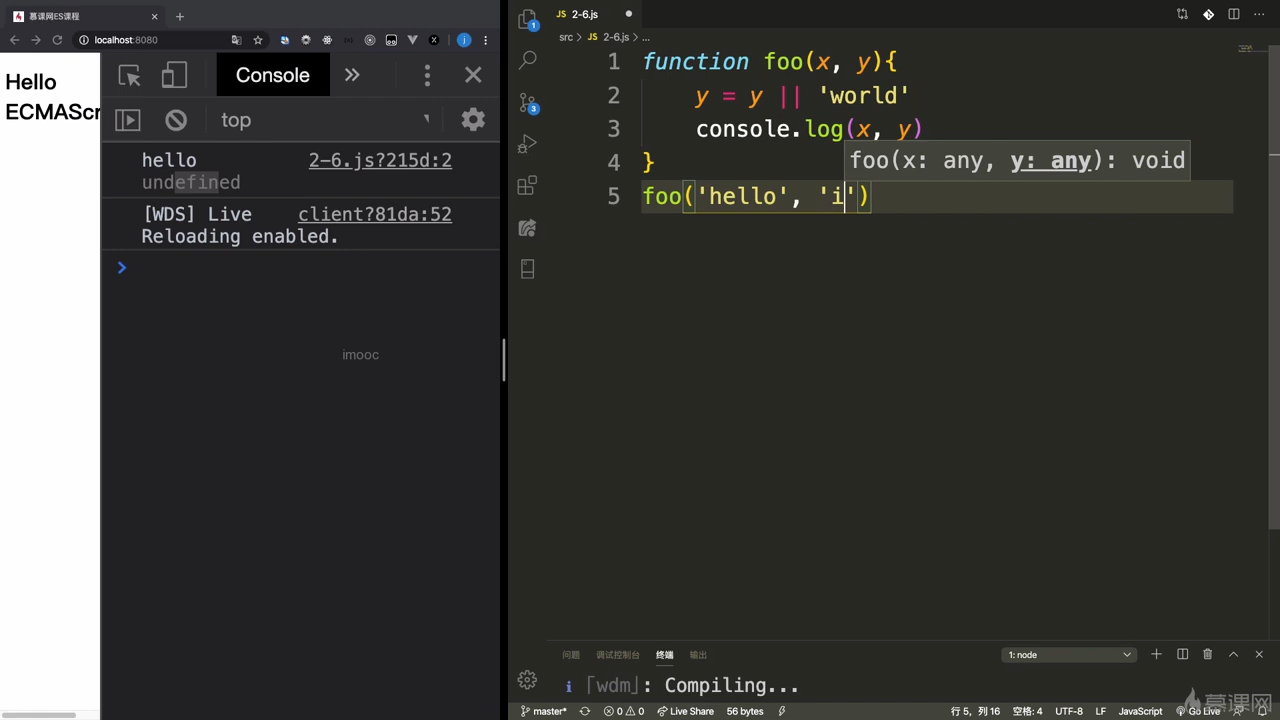 慕课网ES课程
localhost:8080
Hello
ECMAScr
Console
top
hello 2-6.js?215d:2
undefined
[WDS] Live client?81da:52
Reloading enabled.
imooc
2-6.js
src > JS 2-6.js > ...
1 function foo(x, y){
2 y = y || 'world'
3 console.log(x, y)
4 }
foo(x: any, y: any): void
5 foo('hello', 'i')
问题 调试控制台 终端 输出 1: node
i ｢wdm｣: Compiling...
master* 0 0 Live Share 56 bytes 行 5，列 16 空格: 4 UTF-8 LF JavaScript Go Live
慕课网